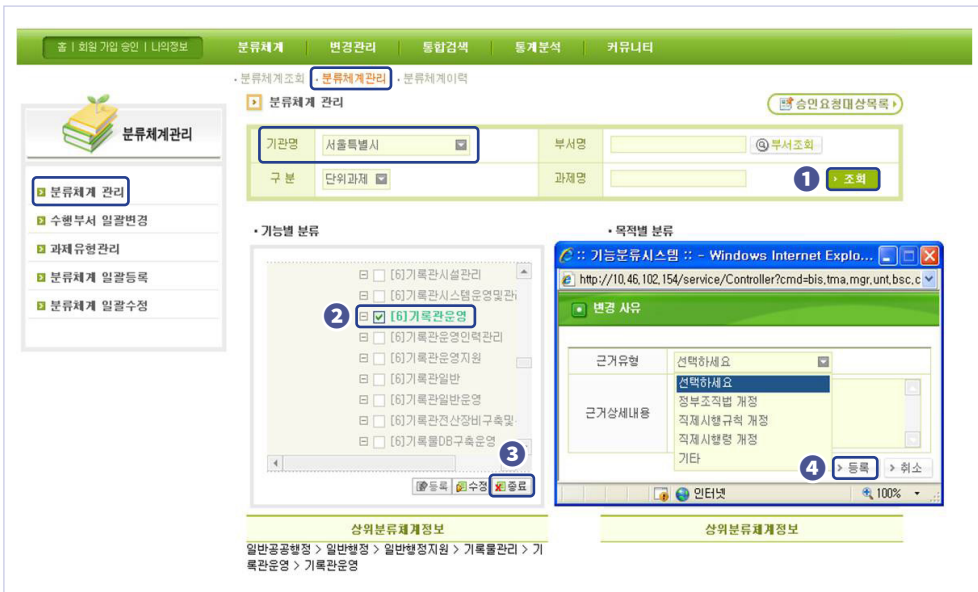 홈 | 회원 가입 승인 | 나의정보
분류체계 변경관리 통합검색 통계분석 커뮤니티
· 분류체계조회 · 분류체계관리 · 분류체계이력
분류체계관리
분류체계 관리
수행부서 일괄변경
과제유형관리
분류체계 일괄등록
분류체계 일괄수정
분류체계 관리
승인요청대상목록
기관명 서울특별시 부서명 부서조회
구 분 단위과제 과제명 1 조회
• 기능별 분류
[6]기록관시설관리
[6]기록관시스템운영및관
2 [6]기록관운영
[6]기록관운영인력관리
[6]기록관운영지원
[6]기록관일반
[6]기록관일반운영
[6]기록관전산장비구축및
[6]기록물DB구축운영
3
등록 수정 종료
• 목적별 분류
:: 기능분류시스템 :: - Windows Internet Explo...
http://10,46,102,154/service/Controller?cmd=bis,tma,mgr,unt,bsc,c
변경 사유
근거유형 선택하세요
선택하세요
정부조직법 개정
직제시행규칙 개정
직제시행령 개정
기타
근거상세내용
4 등록 취소
인터넷 100%
상위분류체계정보
일반공공행정 > 일반행정 > 일반행정지원 > 기록물관리 > 기
록관운영 > 기록관운영
상위분류체계정보